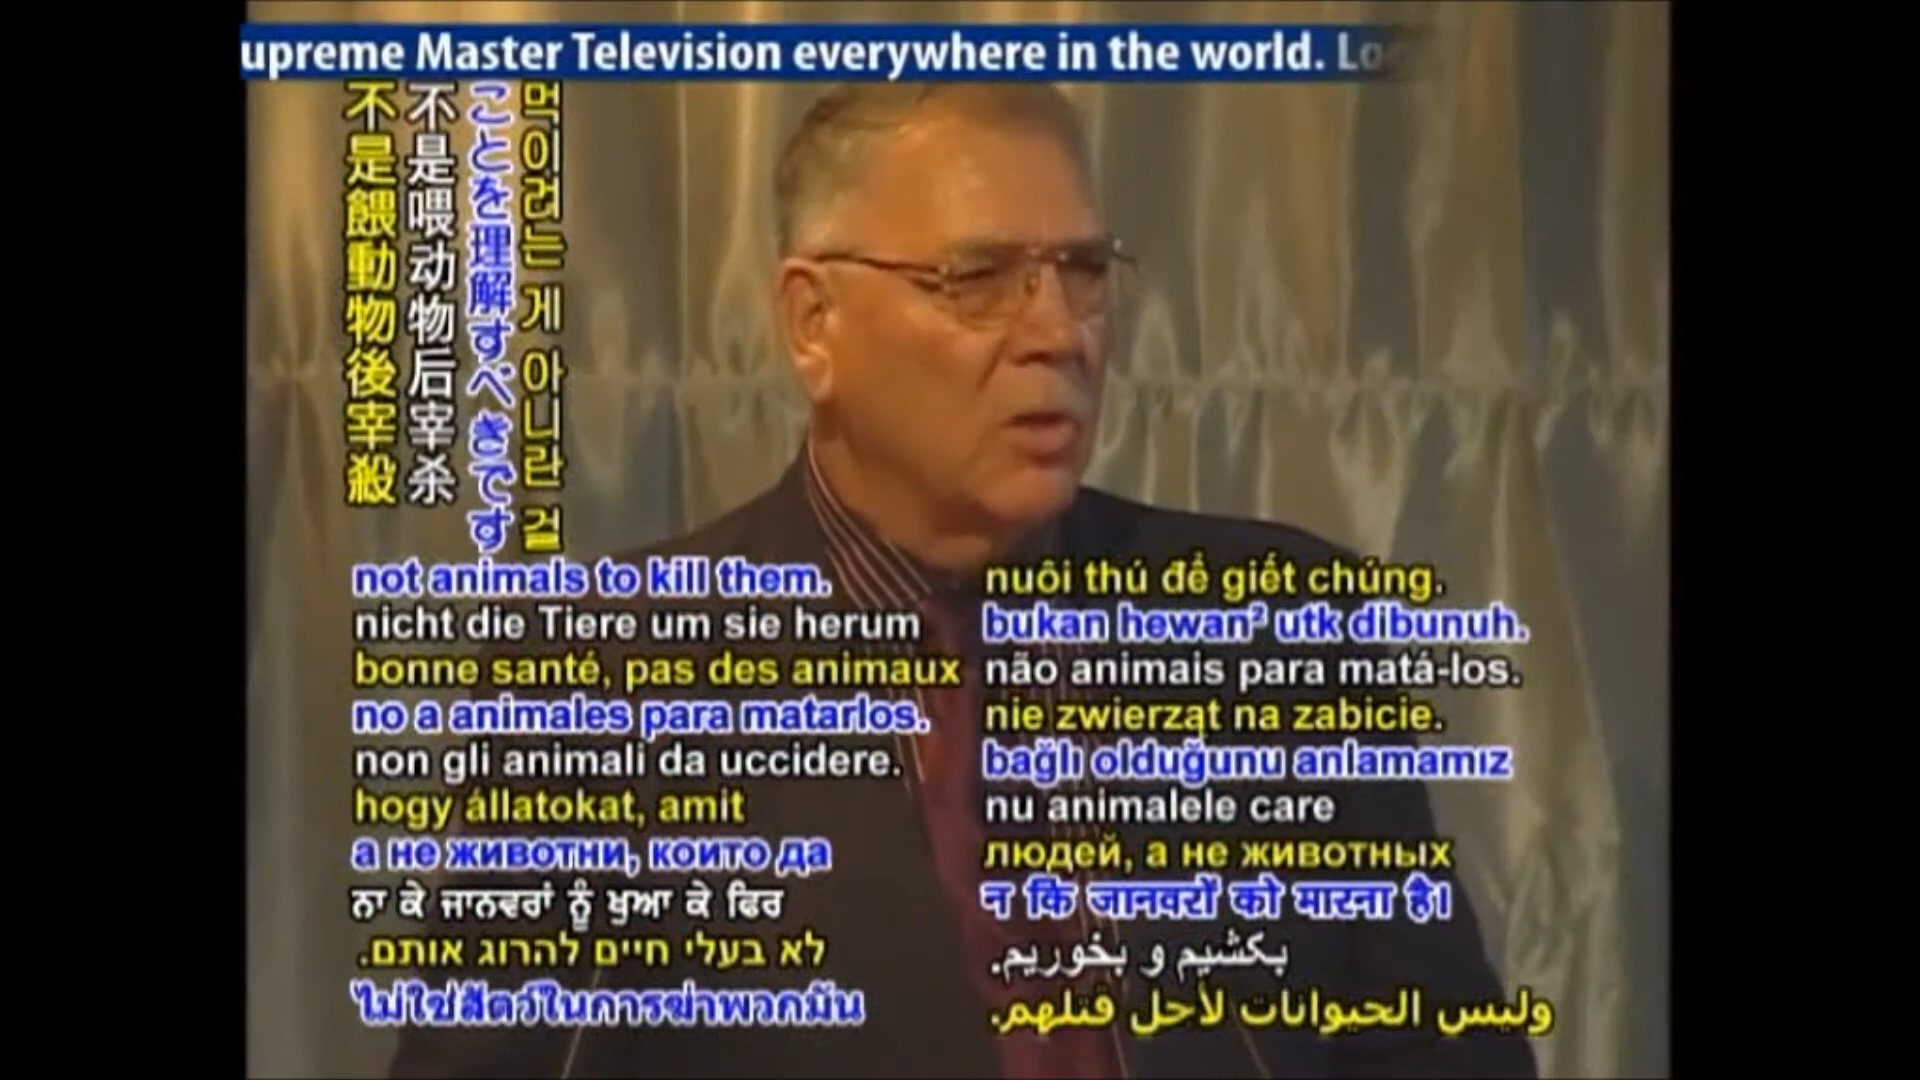 upreme Master Television everywhere in the world. Lo
먹이려는 게 아니란 걸
ことを理解すべきです
不是喂动物后宰杀
不是餵動物後宰殺
not animals to kill them.
nicht die Tiere um sie herum
bonne santé, pas des animaux
no a animales para matarlos.
non gli animali da uccidere.
hogy állatokat, amit
а не животни, които да
ਨਾ ਕੇ ਜਾਨਵਰਾਂ ਨੂੰ ਖੁਆ ਕੇ ਫਿਰ
לא בעלי חיים להרוג אותם.
ไม่ใช่สัตว์ในการฆ่าพวกมัน
nuôi thú để giết chúng.
bukan hewan² utk dibunuh.
não animais para matá-los.
nie zwierząt na zabicie.
bağlı olduğunu anlamamız
nu animalele care
людей, а не животных
न कि जानवरों को मारना है।
بکشیم و بخوریم.
وليس الحيوانات لأجل قتلهم.